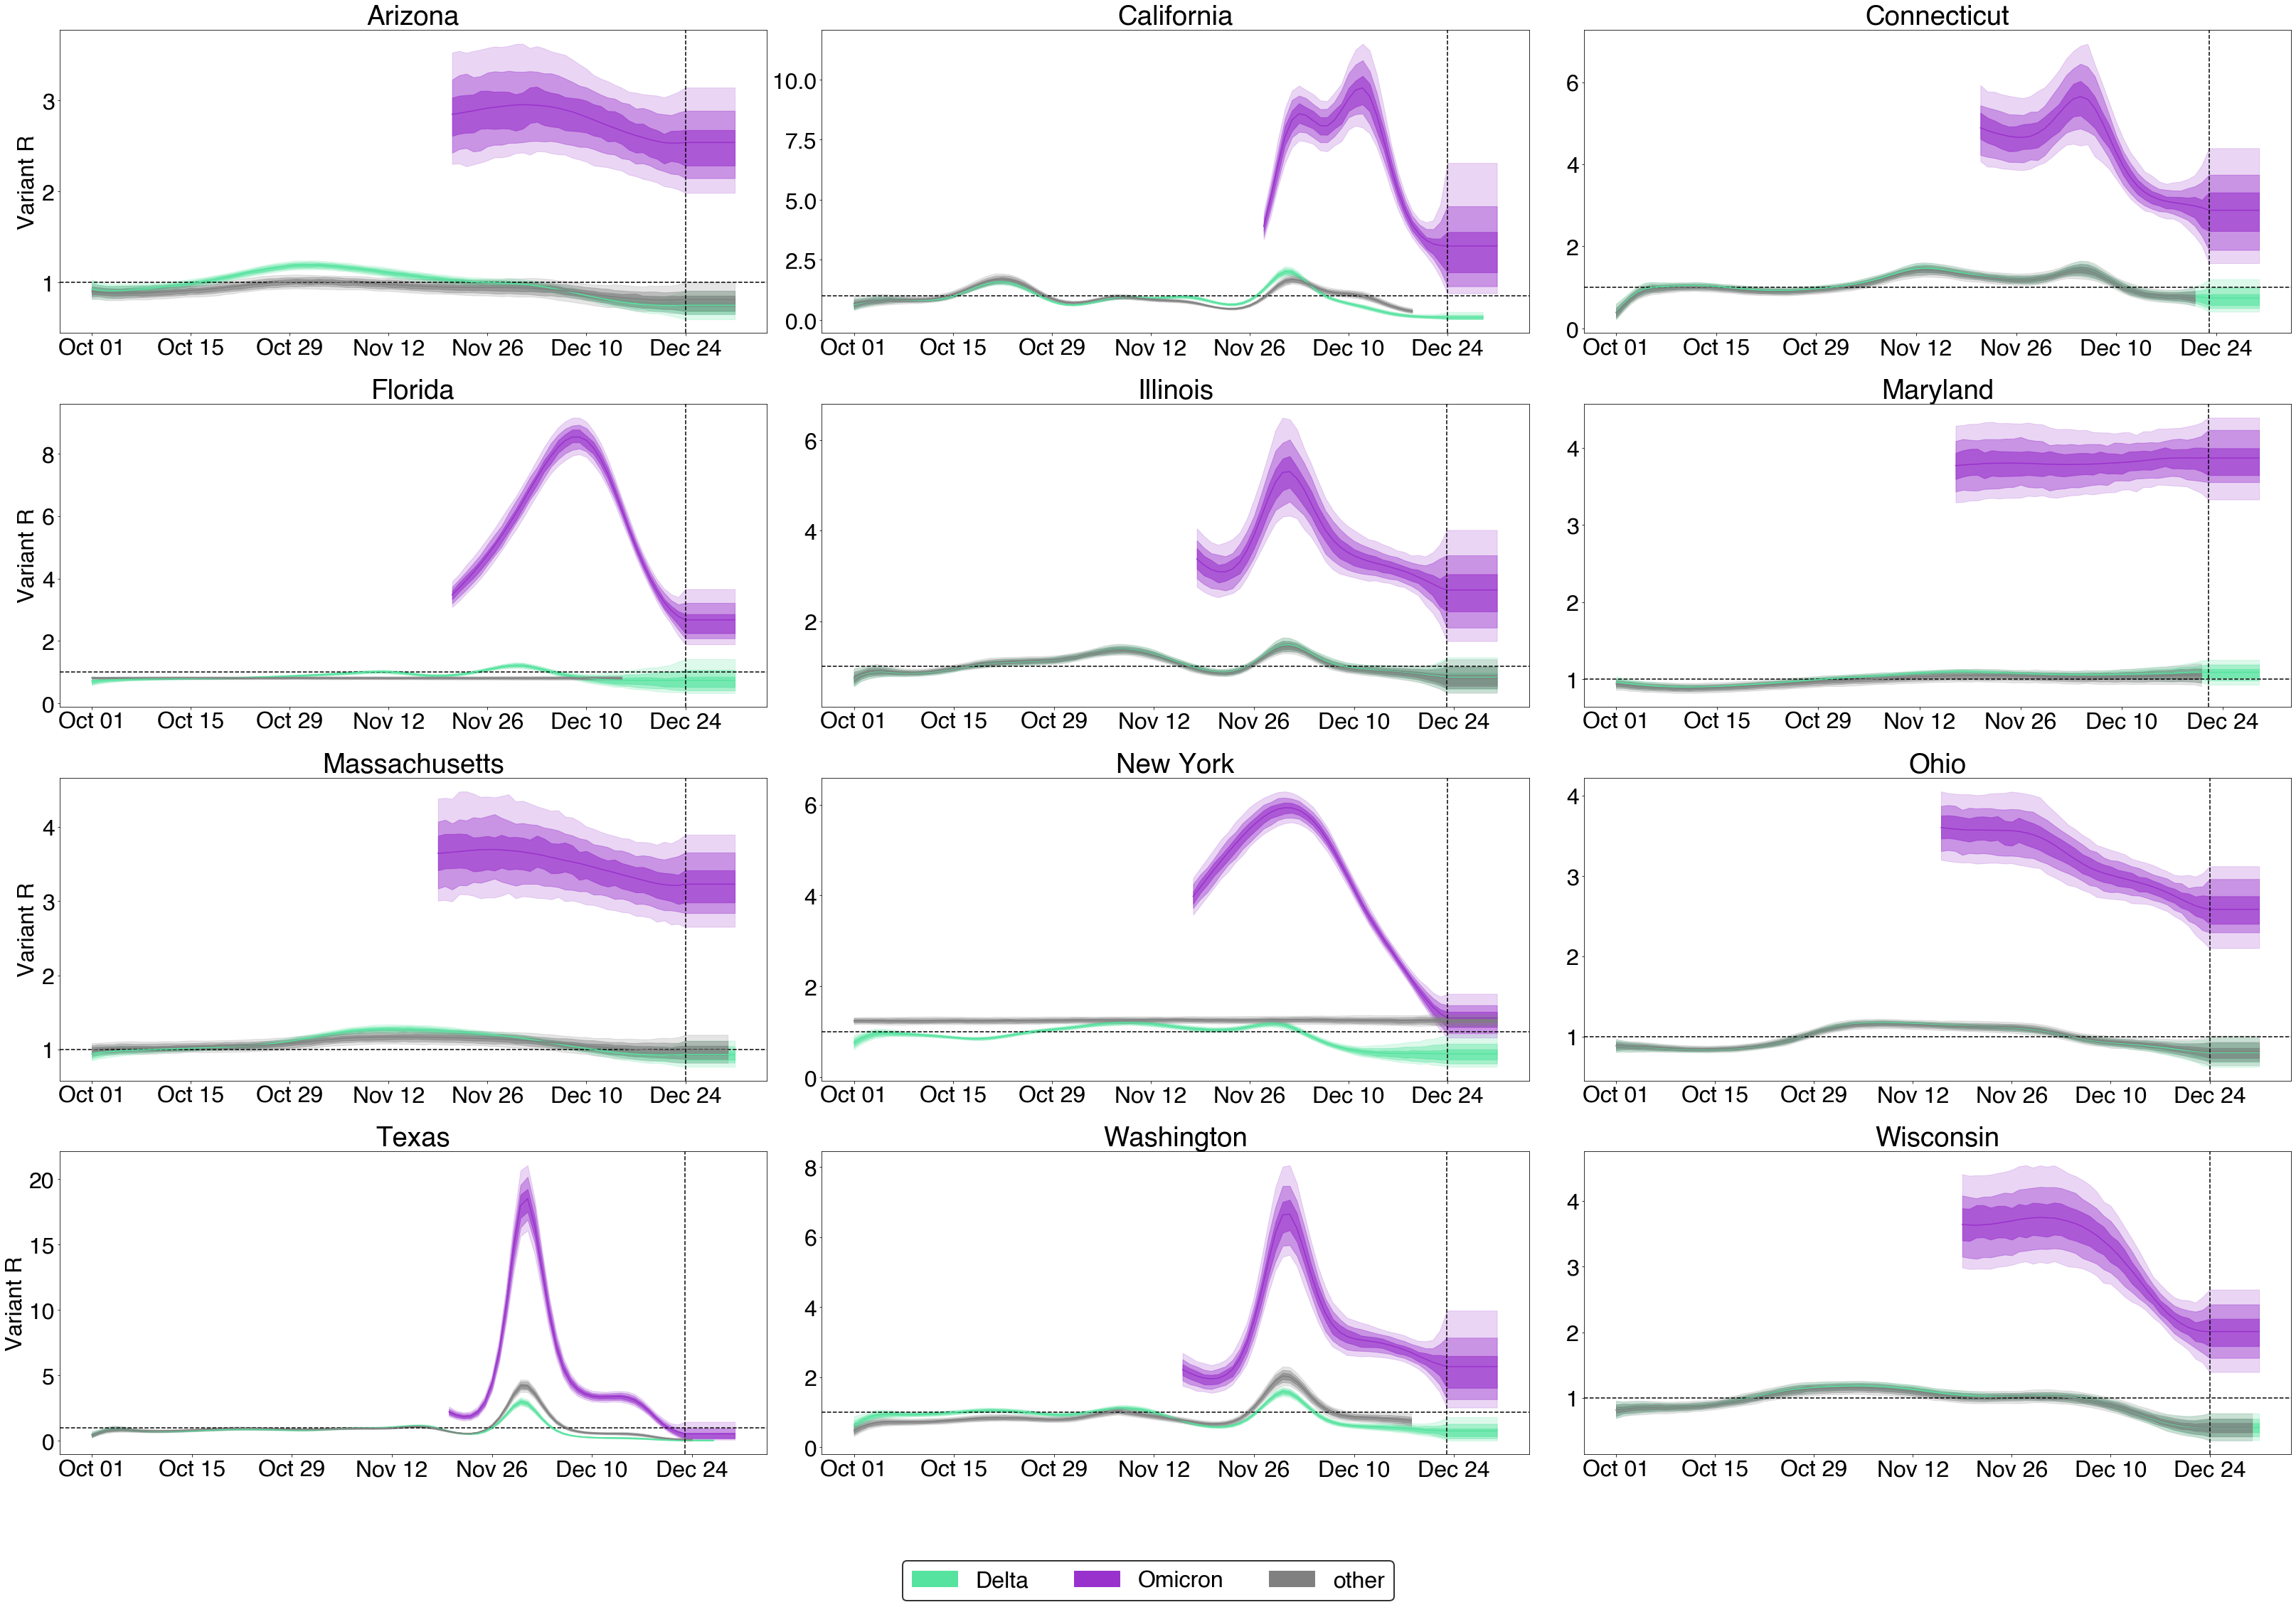 Arizona California Connecticut
Variant R
3
2
1
10.0
7.5
5.0
2.5
0.0
6
4
2
0
Oct 01 Oct 15 Oct 29 Nov 12 Nov 26 Dec 10 Dec 24
Oct 01 Oct 15 Oct 29 Nov 12 Nov 26 Dec 10 Dec 24
Oct 01 Oct 15 Oct 29 Nov 12 Nov 26 Dec 10 Dec 24
Florida Illinois Maryland
Variant R
8
6
4
2
0
6
4
2
4
3
2
1
Oct 01 Oct 15 Oct 29 Nov 12 Nov 26 Dec 10 Dec 24
Oct 01 Oct 15 Oct 29 Nov 12 Nov 26 Dec 10 Dec 24
Oct 01 Oct 15 Oct 29 Nov 12 Nov 26 Dec 10 Dec 24
Massachusetts New York Ohio
Variant R
4
3
2
1
6
4
2
0
4
3
2
1
Oct 01 Oct 15 Oct 29 Nov 12 Nov 26 Dec 10 Dec 24
Oct 01 Oct 15 Oct 29 Nov 12 Nov 26 Dec 10 Dec 24
Oct 01 Oct 15 Oct 29 Nov 12 Nov 26 Dec 10 Dec 24
Texas Washington Wisconsin
Variant R
20
15
10
5
0
8
6
4
2
0
4
3
2
1
Oct 01 Oct 15 Oct 29 Nov 12 Nov 26 Dec 10 Dec 24
Oct 01 Oct 15 Oct 29 Nov 12 Nov 26 Dec 10 Dec 24
Oct 01 Oct 15 Oct 29 Nov 12 Nov 26 Dec 10 Dec 24
Delta Omicron other